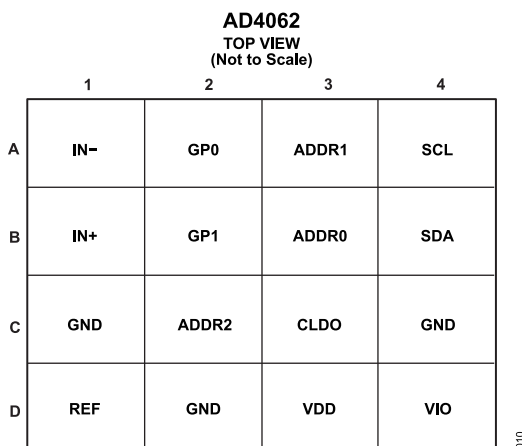 AD4062
TOP VIEW
(Not to Scale)
1 2 3 4
A IN− GP0 ADDR1 SCL
B IN+ GP1 ADDR0 SDA
C GND ADDR2 CLDO GND
D REF GND VDD VIO
010